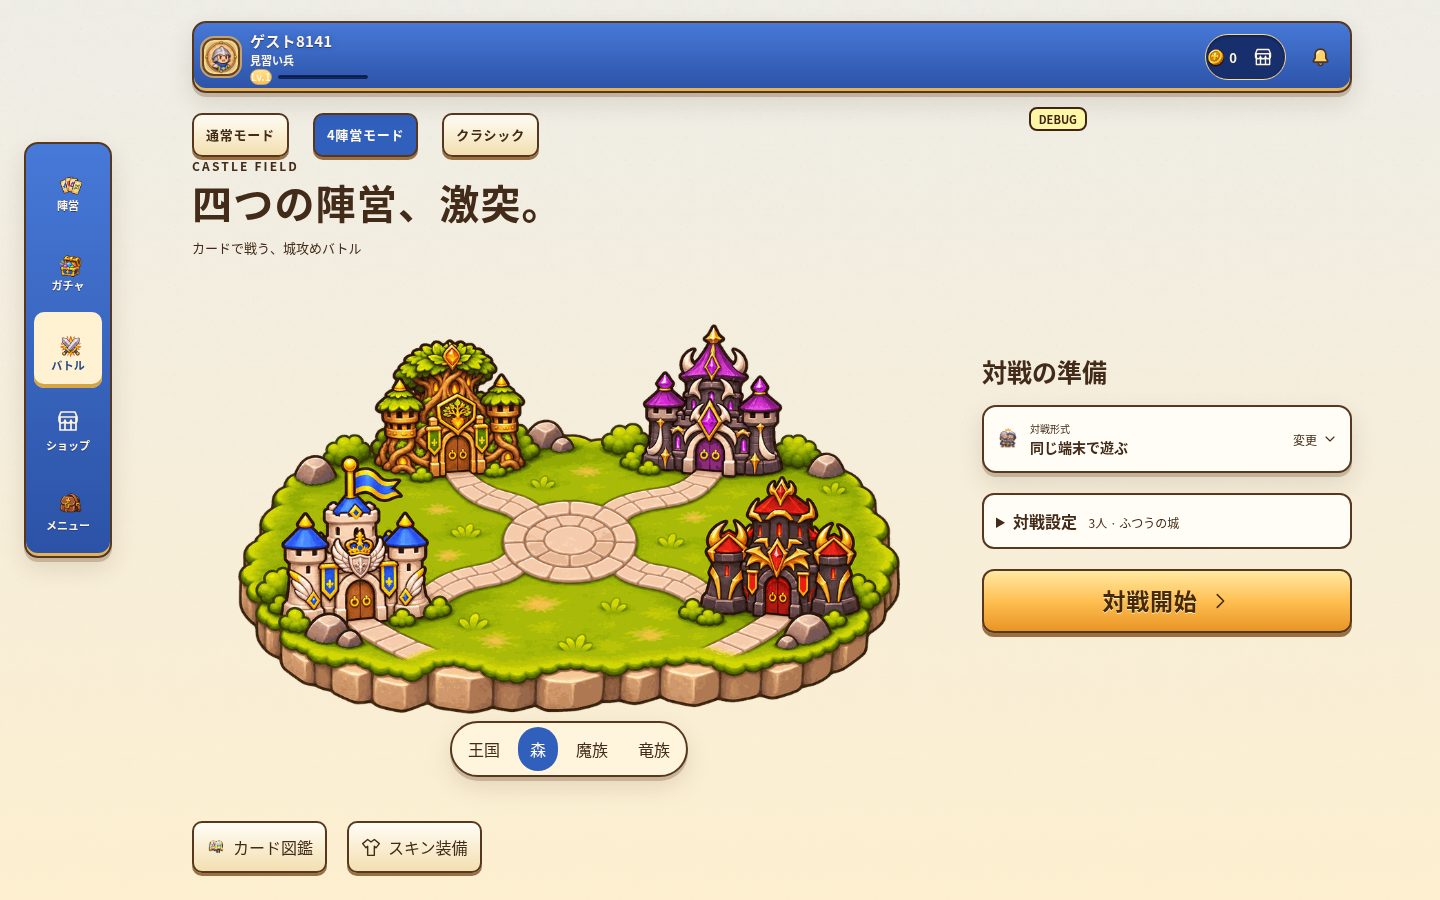 ゲスト8141
見習い兵
Lv.1
0
通常モード
4陣営モード
クラシック
DEBUG
CASTLE FIELD
四つの陣営、激突。
カードで戦う、城攻めバトル
陣営
ガチャ
バトル
ショップ
メニュー
対戦の準備
対戦形式
同じ端末で遊ぶ
変更
対戦設定 3人 · ふつうの城
対戦開始
王国 森 魔族 竜族
カード図鑑
スキン装備